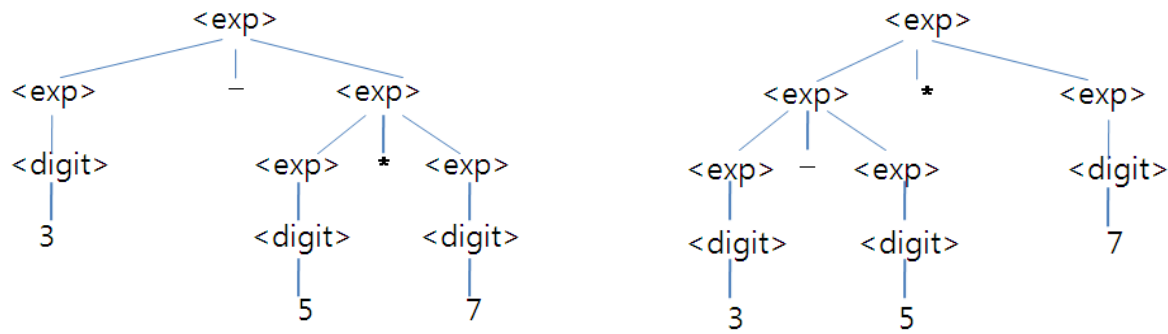 <exp> <exp>
<exp> – <exp> <exp> * <exp>
<digit> <exp> * <exp> <exp> – <exp> <digit>
3 <digit> <digit> <digit> <digit> 7
5 7 3 5